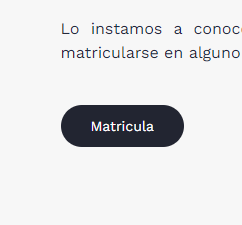 Lo instamos a conoc
matricularse en alguno
Matricula